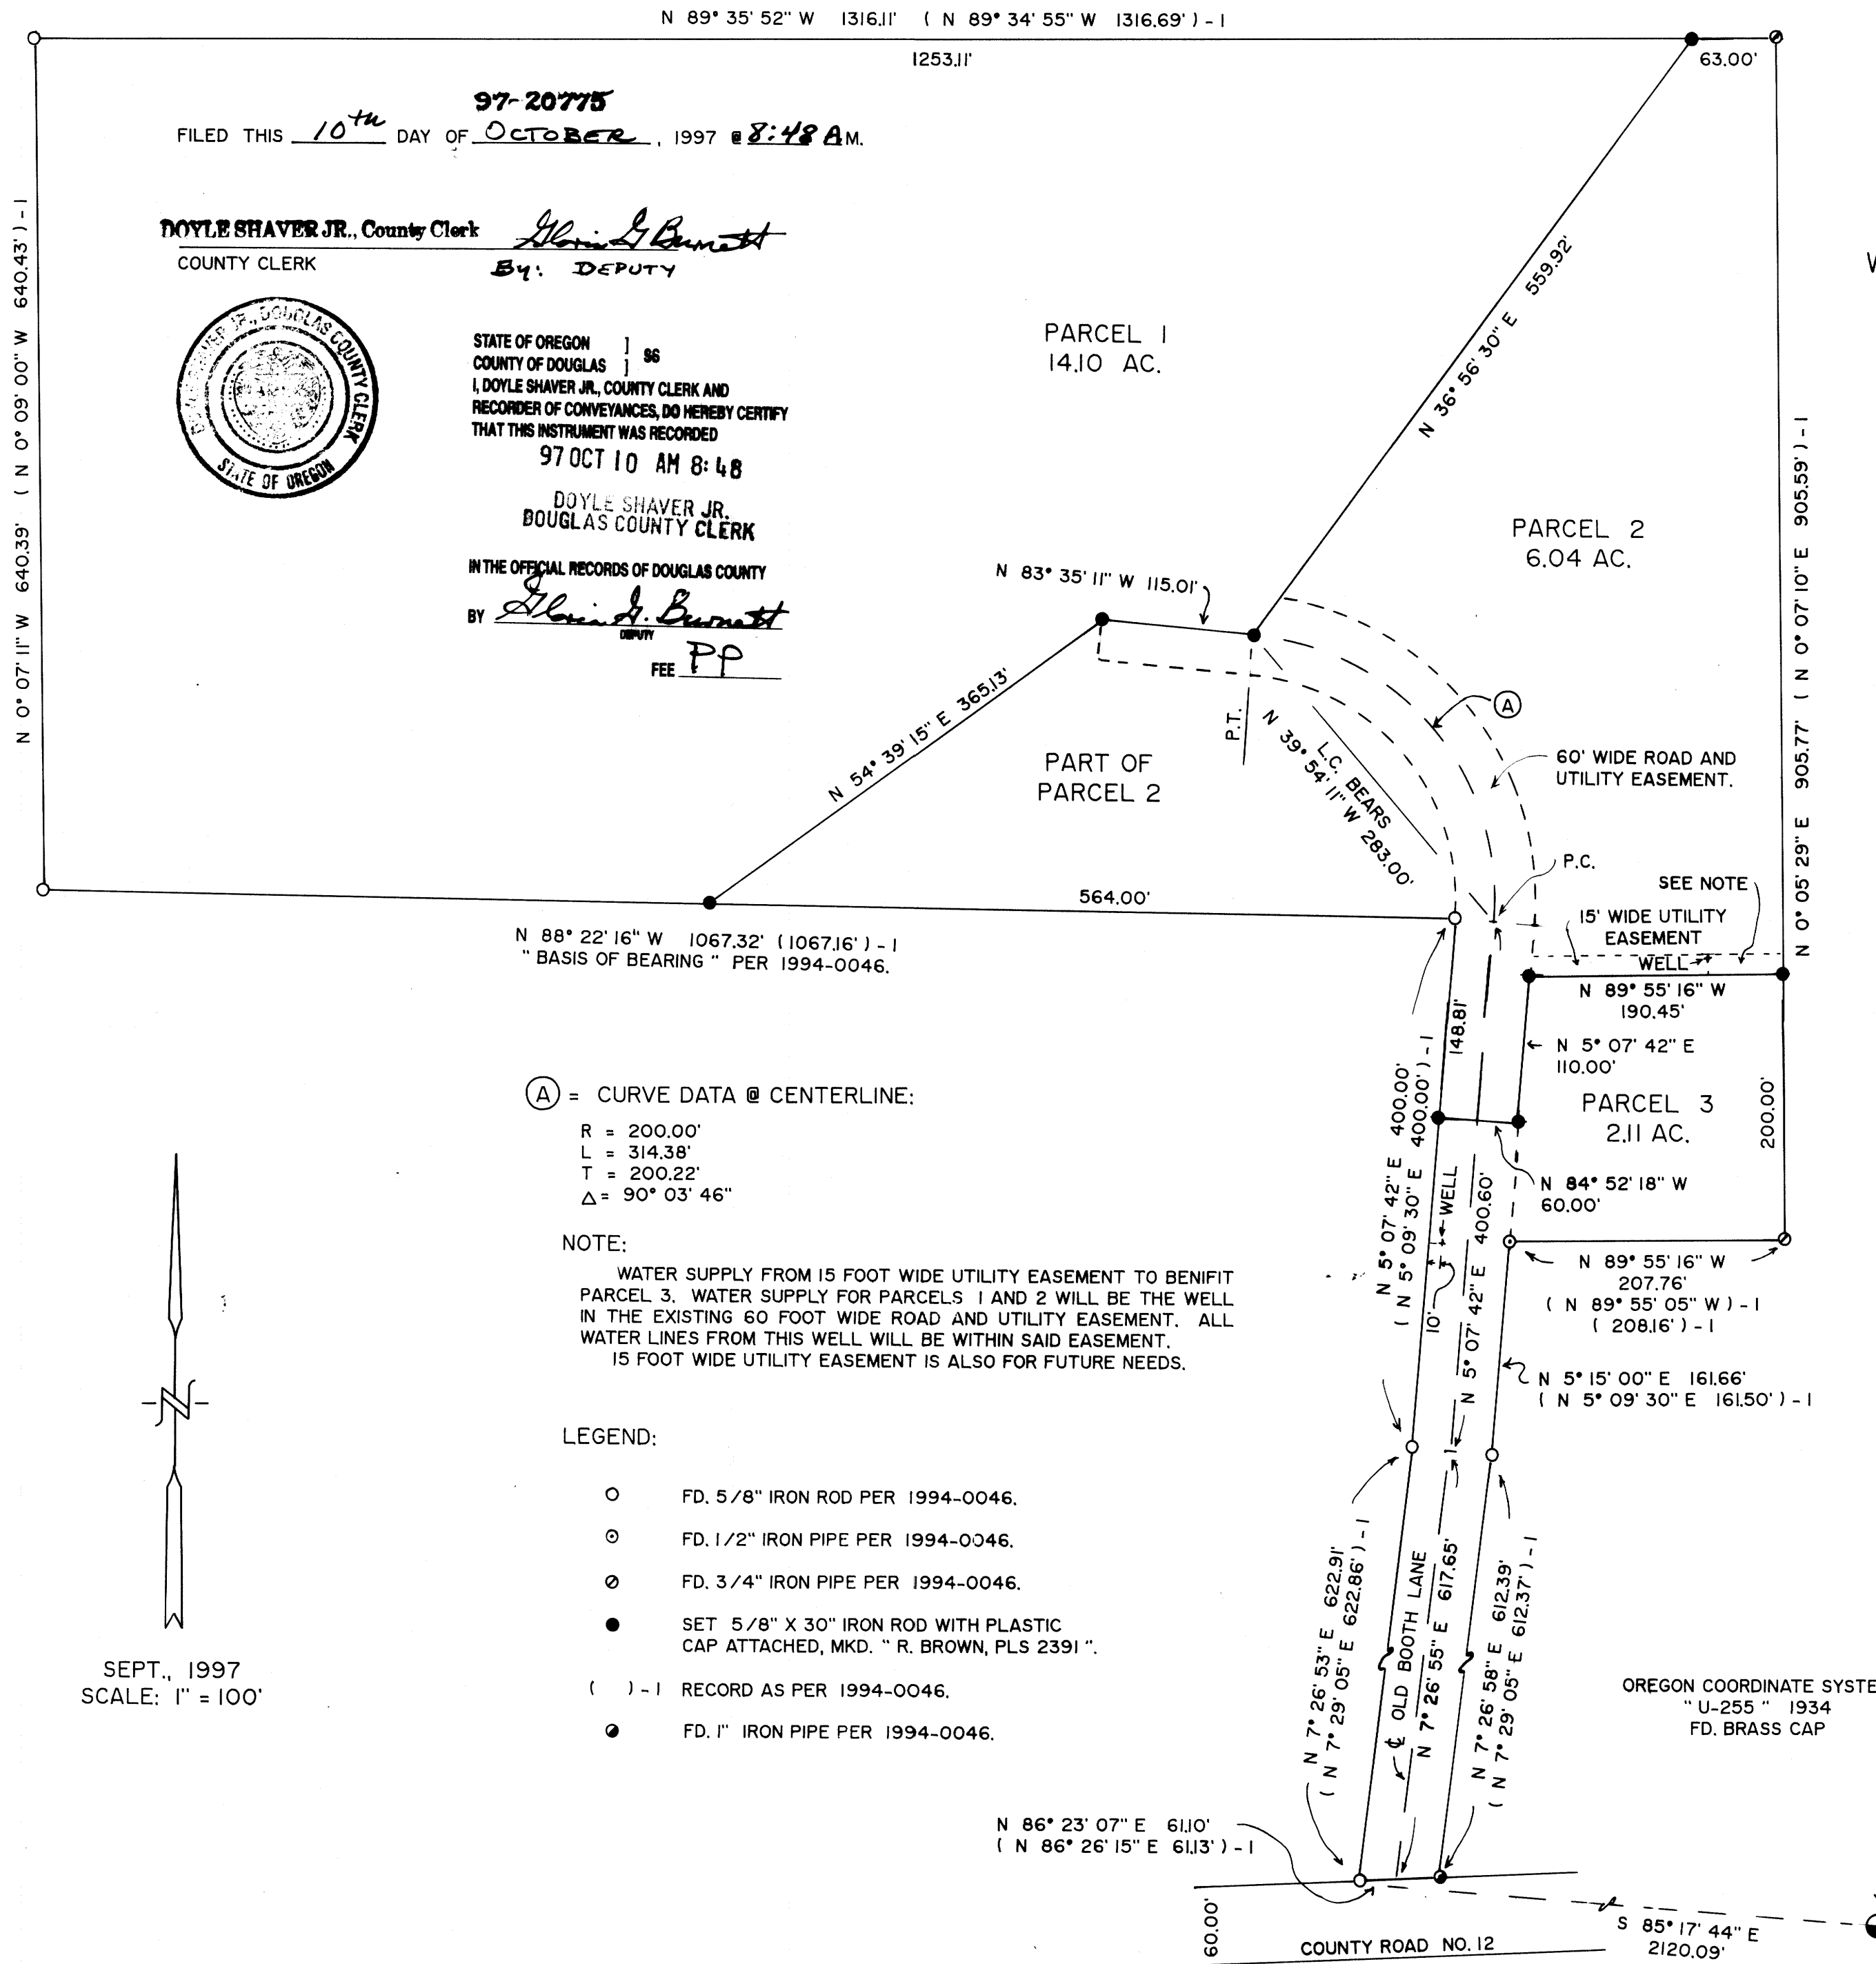 N 89° 35' 52" W 1316.11' ( N 89° 34' 55" W 1316.69' ) - 1
1253.11'
63.00'
97-20775
FILED THIS 10th DAY OF OCTOBER, 1997 @ 8:48 A M.
DOYLE SHAVER JR., County Clerk Gloria G Burnett
COUNTY CLERK
By: DEPUTY
DOYLE SHAVER JR., DOUGLAS COUNTY CLERK
STATE OF OREGON
STATE OF OREGON ] SS
COUNTY OF DOUGLAS ]
I, DOYLE SHAVER JR., COUNTY CLERK AND
RECORDER OF CONVEYANCES, DO HEREBY CERTIFY
THAT THIS INSTRUMENT WAS RECORDED
97 OCT 10 AM 8:48
DOYLE SHAVER JR.
DOUGLAS COUNTY CLERK
IN THE OFFICIAL RECORDS OF DOUGLAS COUNTY
BY Gloria G. Burnett
DEPUTY
FEE PP
N 0° 07' 11" W 640.39' ( N 0° 09' 00" W 640.43' ) - 1
PARCEL 1
14.10 AC.
N 36° 56' 30" E 559.92'
PARCEL 2
6.04 AC.
N 0° 05' 29" E 905.77' ( N 0° 07' 10" E 905.59' ) - 1
N 83° 35' 11" W 115.01'
N 54° 39' 15" E 365.13'
PART OF
PARCEL 2
P.T.
L.C. BEARS
N 39° 54' 11" W 283.00'
A
60' WIDE ROAD AND
UTILITY EASEMENT.
P.C.
SEE NOTE
15' WIDE UTILITY
EASEMENT
WELL
564.00'
N 88° 22' 16" W 1067.32' (1067.16' ) - 1
" BASIS OF BEARING " PER 1994-0046.
N 89° 55' 16" W
190.45'
148.81'
N 5° 07' 42" E
110.00'
PARCEL 3
2.11 AC.
200.00'
N 84° 52' 18" W
60.00'
N 5° 07' 42" E 400.00'
( N 5° 09' 30" E 400.00' ) - 1
WELL
10'
N 5° 07' 42" E 400.60'
N 89° 55' 16" W
207.76'
( N 89° 55' 05" W ) - 1
( 208.16' ) - 1
N 5° 15' 00" E 161.66'
( N 5° 09' 30" E 161.50' ) - 1
A = CURVE DATA @ CENTERLINE:
R = 200.00'
L = 314.38'
T = 200.22'
△ = 90° 03' 46"
NOTE:
WATER SUPPLY FROM 15 FOOT WIDE UTILITY EASEMENT TO BENIFIT
PARCEL 3. WATER SUPPLY FOR PARCELS 1 AND 2 WILL BE THE WELL
IN THE EXISTING 60 FOOT WIDE ROAD AND UTILITY EASEMENT. ALL
WATER LINES FROM THIS WELL WILL BE WITHIN SAID EASEMENT.
15 FOOT WIDE UTILITY EASEMENT IS ALSO FOR FUTURE NEEDS.
LEGEND:
FD. 5/8" IRON ROD PER 1994-0046.
FD. 1/2" IRON PIPE PER 1994-0046.
FD. 3/4" IRON PIPE PER 1994-0046.
SET 5/8" X 30" IRON ROD WITH PLASTIC
CAP ATTACHED, MKD. " R. BROWN, PLS 2391 ".
( ) - 1 RECORD AS PER 1994-0046.
FD. 1" IRON PIPE PER 1994-0046.
N
SEPT., 1997
SCALE: 1" = 100'
N 7° 26' 53" E 622.91'
( N 7° 29' 05" E 622.86' ) - 1
℄ OLD BOOTH LANE
N 7° 26' 55" E 617.65'
N 7° 26' 58" E 612.39'
( N 7° 29' 05" E 612.37' ) - 1
OREGON COORDINATE SYSTE
" U-255 " 1934
FD. BRASS CAP
N 86° 23' 07" E 61.10'
( N 86° 26' 15" E 61.13' ) - 1
60.00'
COUNTY ROAD NO. 12
S 85° 17' 44" E
2120.09'